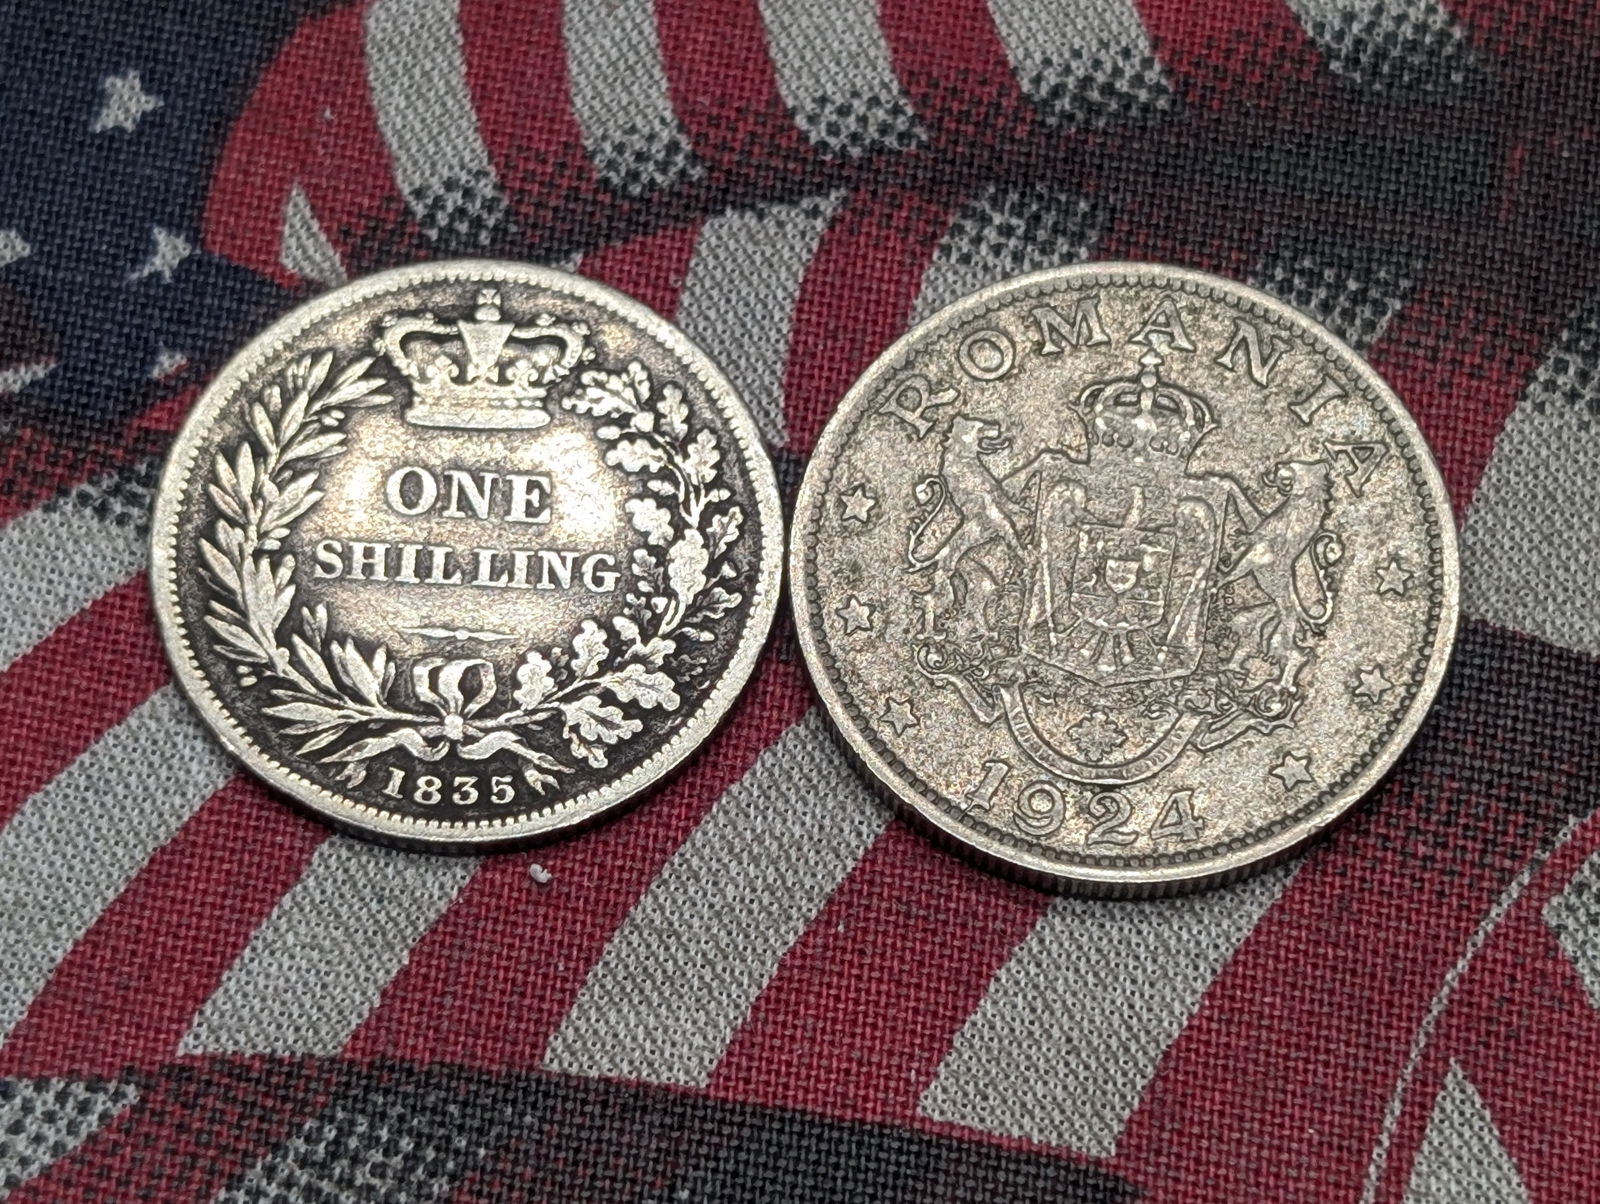 ONE
SHILLING
1835
ROMANIA
1924